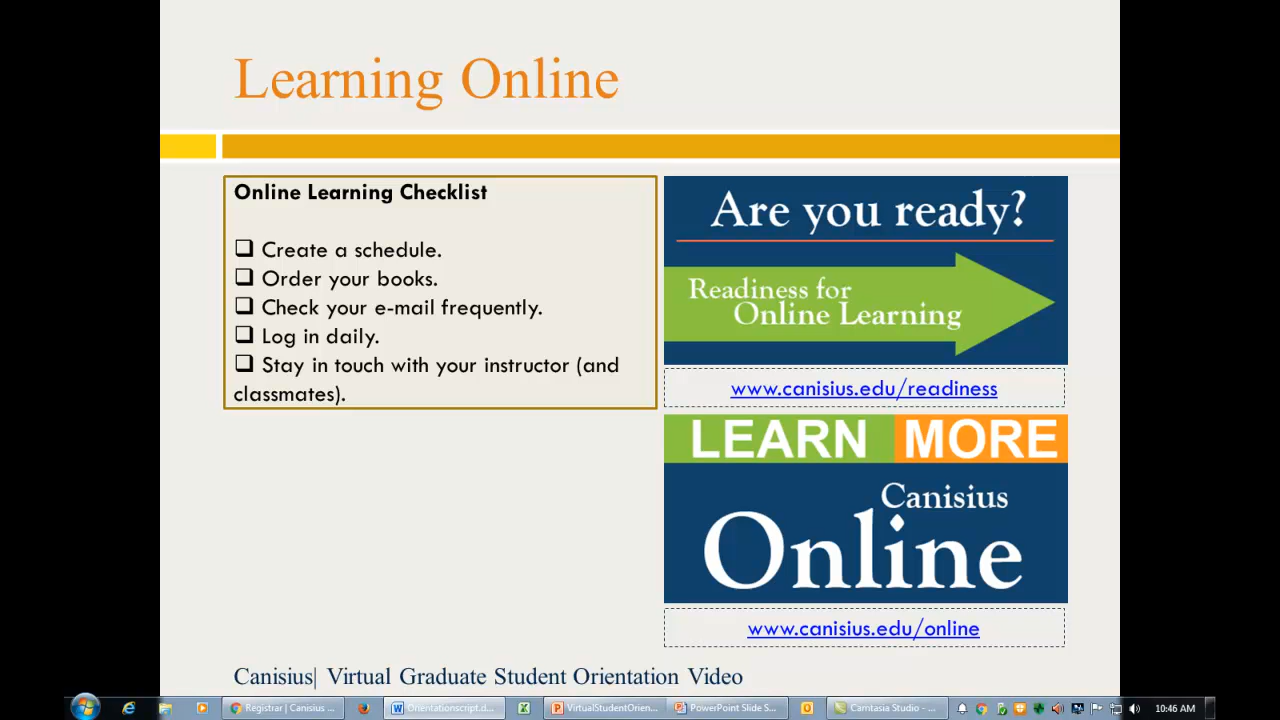 Learning Online
Online Learning Checklist
❑ Create a schedule.
❑ Order your books.
❑ Check your e-mail frequently.
❑ Log in daily.
❑ Stay in touch with your instructor (and
classmates).
Are you ready?
Readiness for
Online Learning
www.canisius.edu/readiness
LEARN MORE
Canisius
Online
www.canisius.edu/online
Canisius| Virtual Graduate Student Orientation Video
Registrar | Canisius ...
Orientationscript.d...
VirtualStudentOrien...
PowerPoint Slide S...
Camtasia Studio - ...
10:46 AM